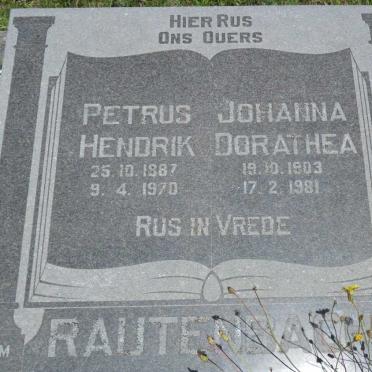 HIER RUS
ONS OUERS
PETRUS
HENDRIK
25.10.1887
9.4.1970
JOHANNA
DORATHEA
19.10.1903
17.2.1981
RUS IN VREDE
RAUTENBACH